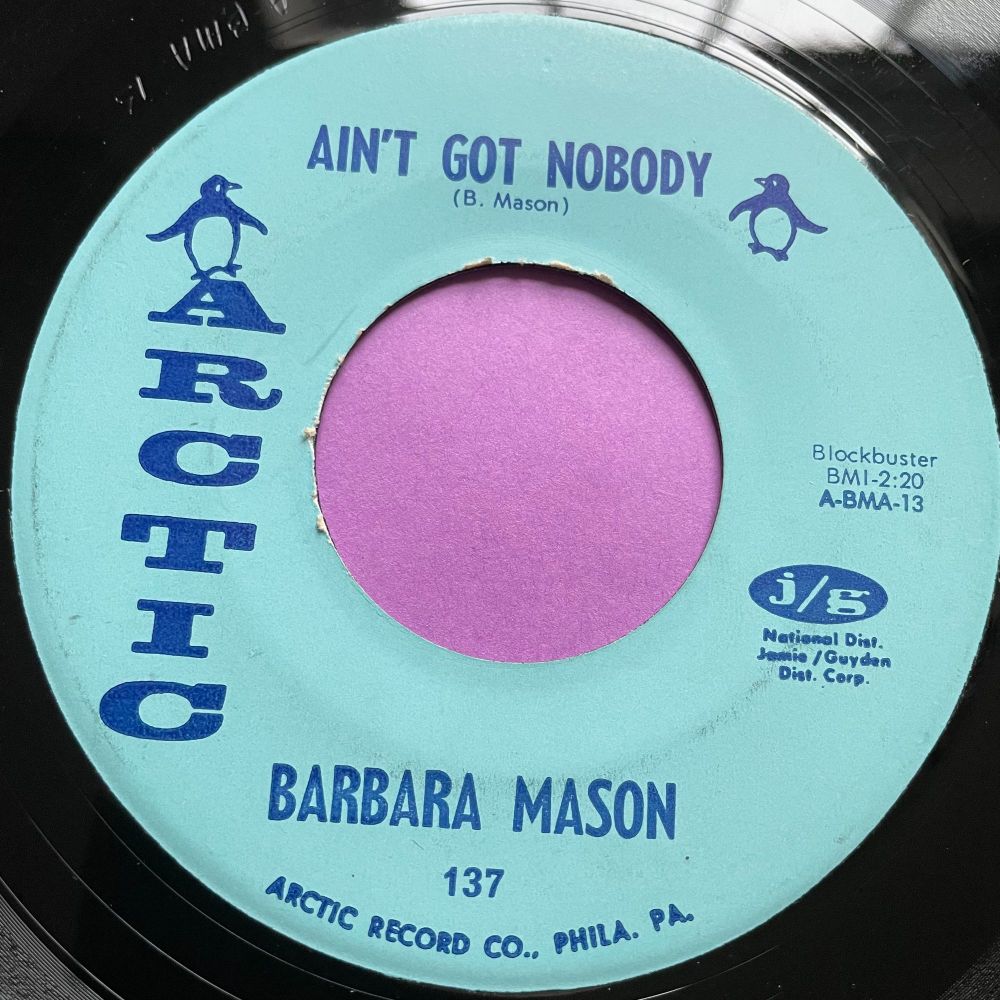 AIN'T GOT NOBODY
(B. Mason)
ARCTIC
Blockbuster
BMI-2:20
A-BMA-13
j/g
National Dist.
Jamie / Guyden
Dist. Corp.
BARBARA MASON
137
ARCTIC RECORD CO., PHILA. PA.